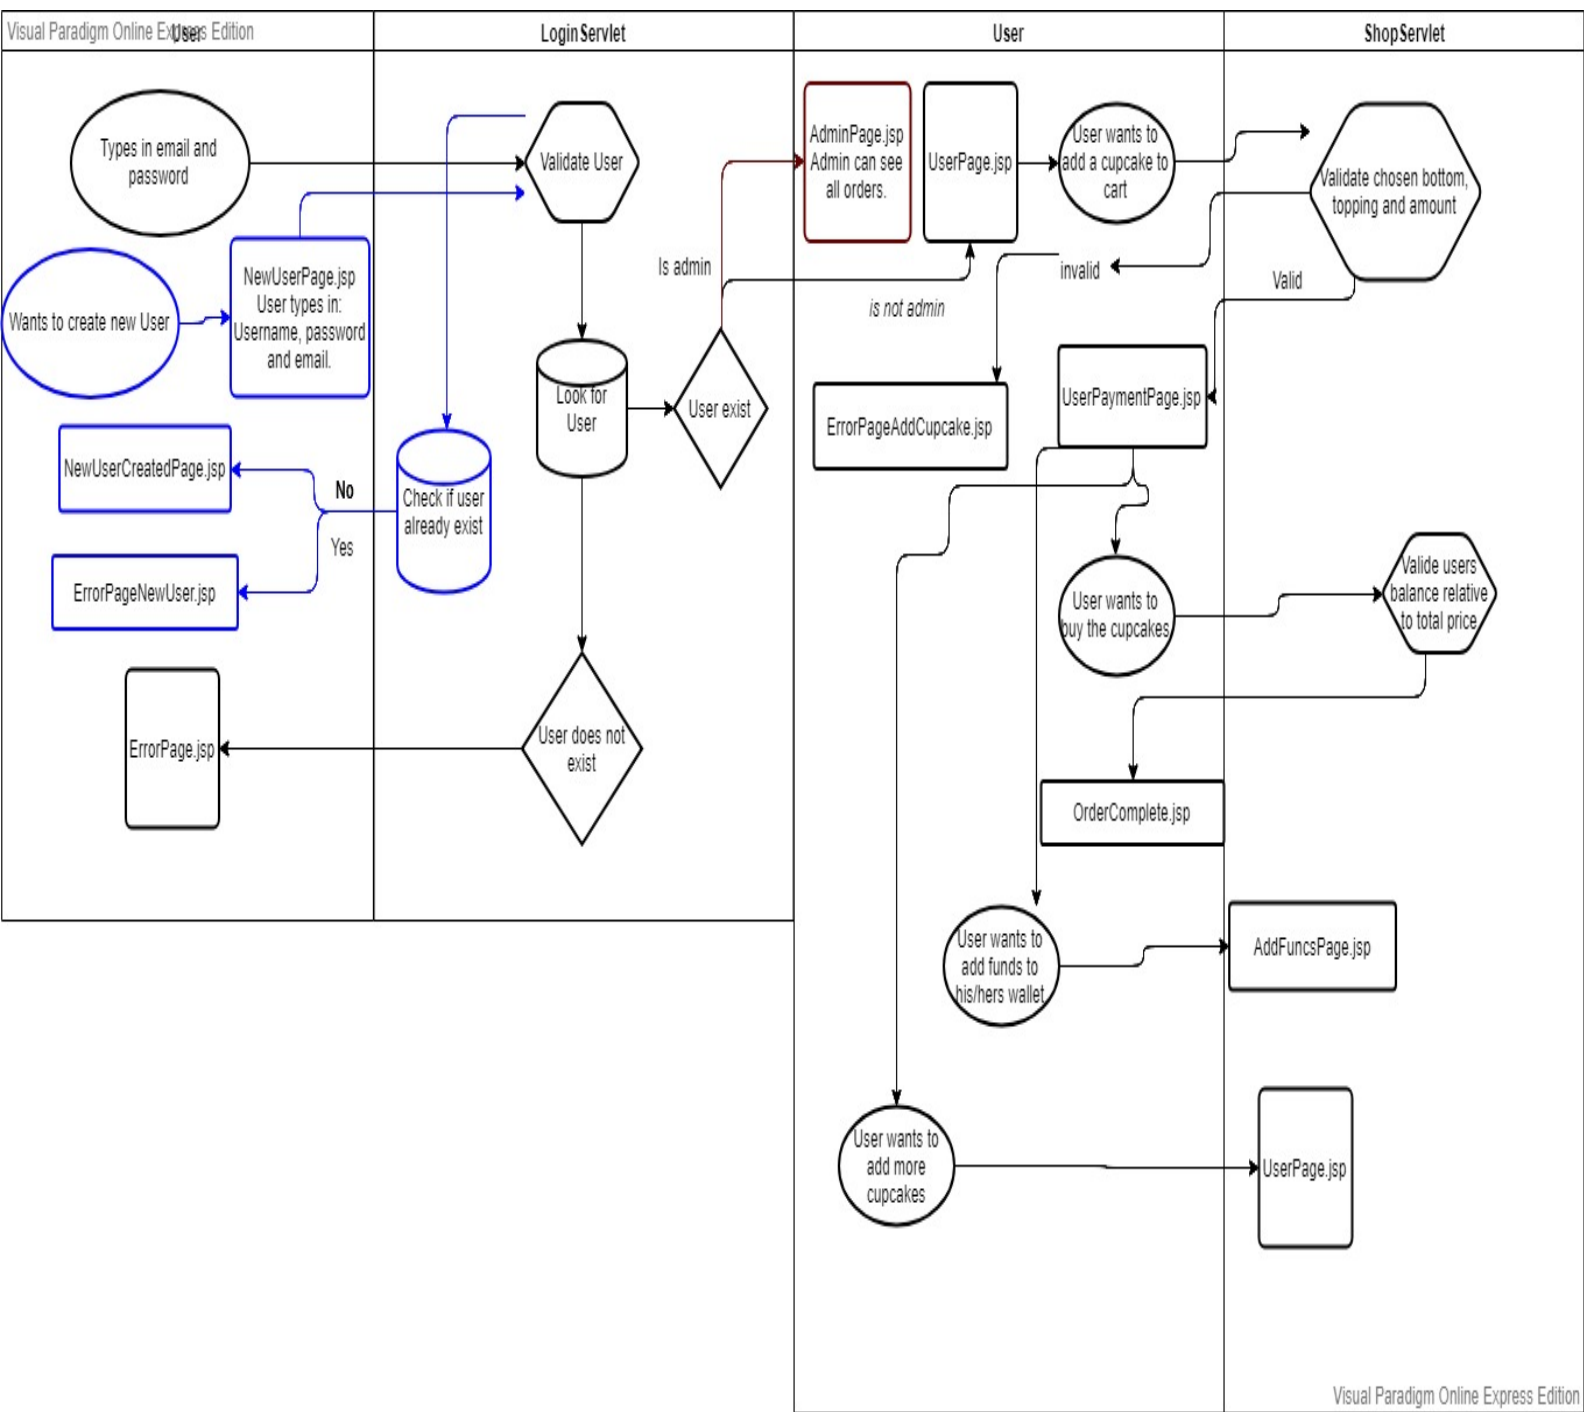 Visual Paradigm Online Express Edition
User
LoginServlet
User
ShopServlet
Types in email and
password
Validate User
AdminPage.jsp
Admin can see
all orders.
UserPage.jsp
User wants to
add a cupcake to
cart
Validate chosen bottom,
topping and amount
Wants to create new User
NewUserPage.jsp
User types in:
Username, password
and email.
Is admin
is not admin
invalid
Valid
Look for
User
User exist
ErrorPageAddCupcake.jsp
UserPaymentPage.jsp
NewUserCreatedPage.jsp
No
Yes
Check if user
already exist
ErrorPageNewUser.jsp
User wants to
buy the cupcakes
Valide users
balance relative
to total price
ErrorPage.jsp
User does not
exist
OrderComplete.jsp
User wants to
add funds to
his/hers wallet
AddFuncsPage.jsp
User wants to
add more
cupcakes
UserPage.jsp
Visual Paradigm Online Express Edition